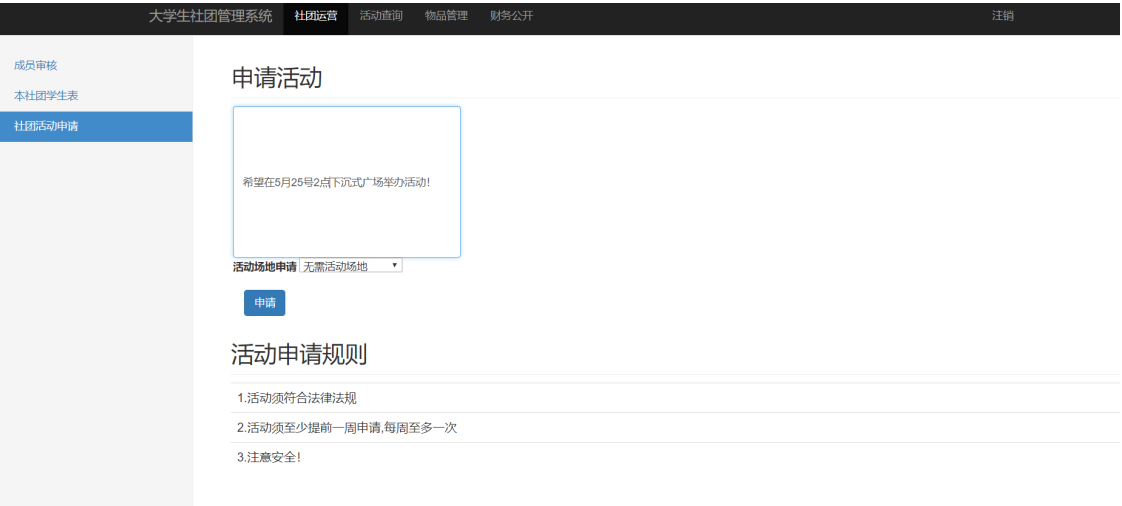 大学生社团管理系统 社团运营 活动查询 物品管理 财务公开 注销
成员审核
本社团学生表
社团活动申请
申请活动
希望在5月25号2点下沉式广场举办活动！
活动场地申请 无需活动场地
申请
活动申请规则
1.活动须符合法律法规
2.活动须至少提前一周申请,每周至多一次
3.注意安全！